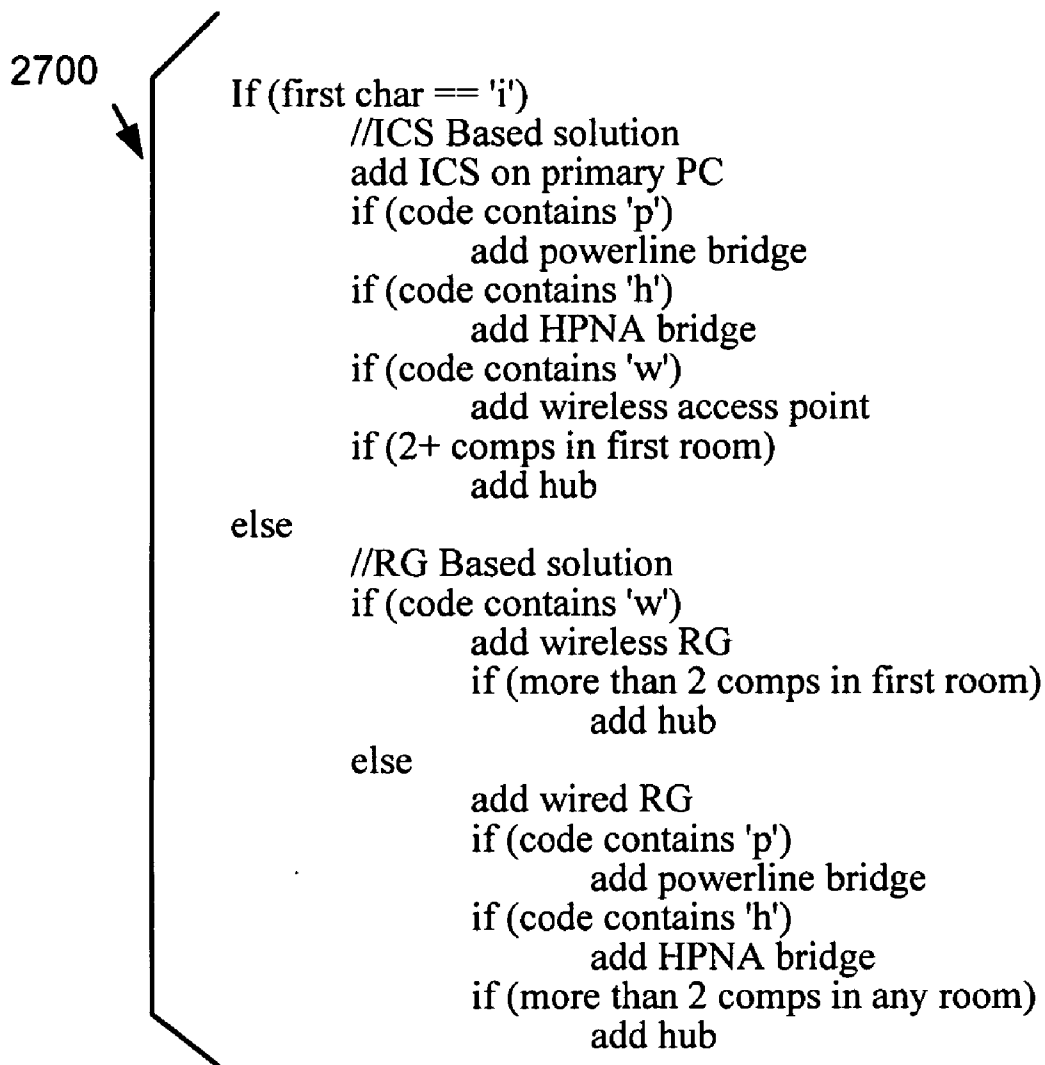 2700
If (first char == 'i')
//ICS Based solution
add ICS on primary PC
if (code contains 'p')
add powerline bridge
if (code contains 'h')
add HPNA bridge
if (code contains 'w')
add wireless access point
if (2+ comps in first room)
add hub
else
//RG Based solution
if (code contains 'w')
add wireless RG
if (more than 2 comps in first room)
add hub
else
add wired RG
if (code contains 'p')
add powerline bridge
if (code contains 'h')
add HPNA bridge
if (more than 2 comps in any room)
add hub